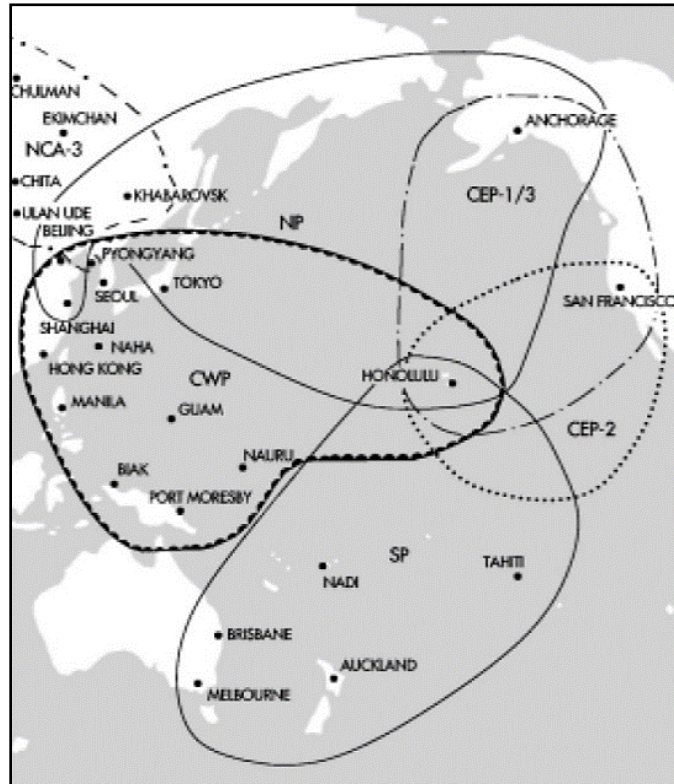 CHULMAN
EKIMCHAN
ANCHORAGE
NCA-3
CHITA
KHABAROVSK
CEP-1/3
ULAN UDE
NP
BEIJING
PYONGYANG
TOKYO
SEOUL
SAN FRANCISCO
SHANGHAI
NAHA
HONG KONG
CWP
HONOLULU
MANILA
GUAM
CEP-2
BIAK
NAURU
PORT MORESBY
SP
NADI
TAHITI
BRISBANE
AUCKLAND
MELBOURNE